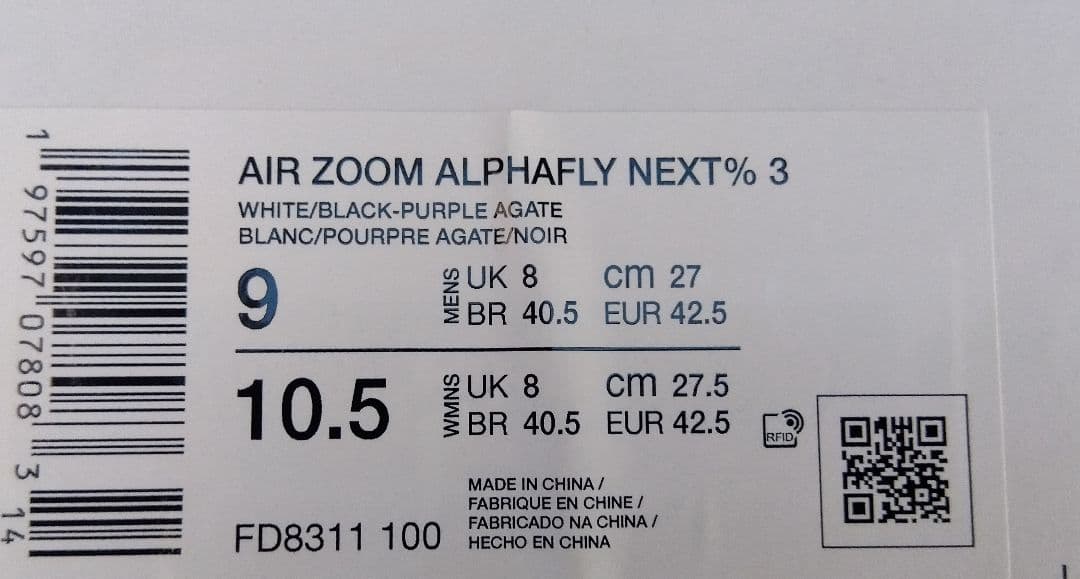 1 97597 07808 3 14
AIR ZOOM ALPHAFLY NEXT% 3
WHITE/BLACK-PURPLE AGATE
BLANC/POURPRE AGATE/NOIR
9 MENS UK 8 cm 27
BR 40.5 EUR 42.5
10.5 WMNS UK 8 cm 27.5
BR 40.5 EUR 42.5
RFID
MADE IN CHINA /
FABRIQUE EN CHINE /
FABRICADO NA CHINA /
HECHO EN CHINA
FD8311 100